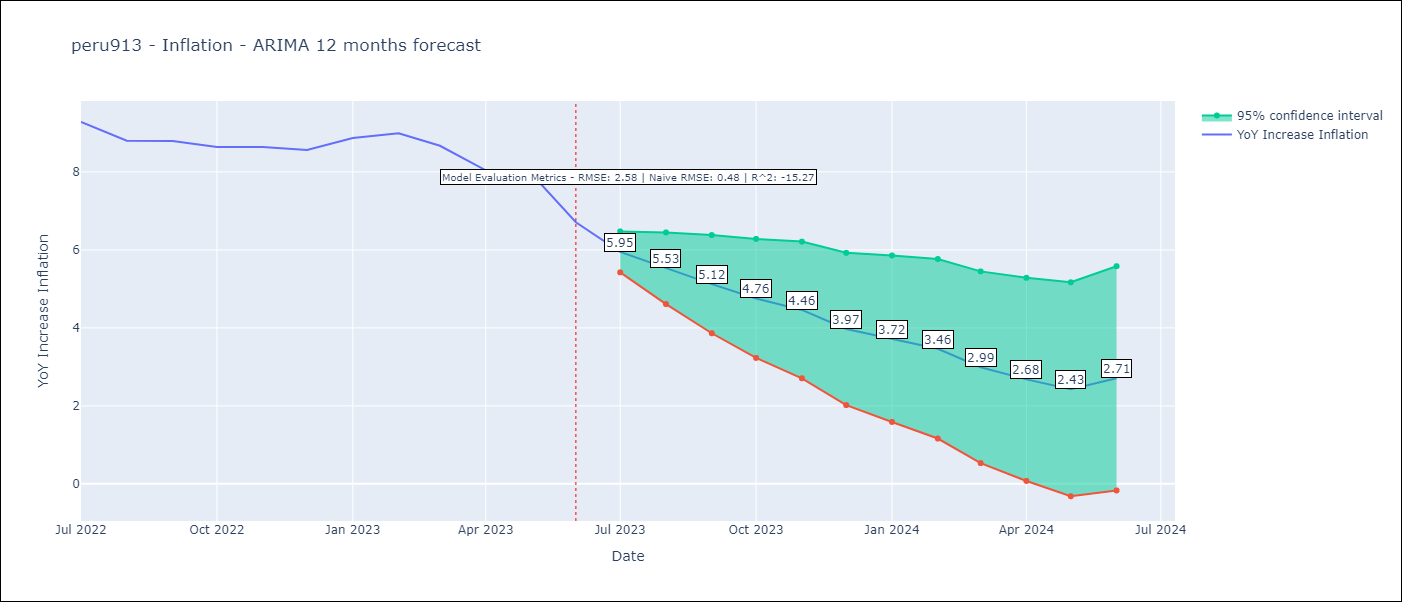 peru913 - Inflation - ARIMA 12 months forecast
95% confidence interval
YoY Increase Inflation
Model Evaluation Metrics - RMSE: 2.58 | Naive RMSE: 0.48 | R^2: -15.27
YoY Increase Inflation
8
6
4
2
0
5.95
5.53
5.12
4.76
4.46
3.97
3.72
3.46
2.99
2.68
2.43
2.71
Jul 2022
Oct 2022
Jan 2023
Apr 2023
Jul 2023
Oct 2023
Jan 2024
Apr 2024
Jul 2024
Date